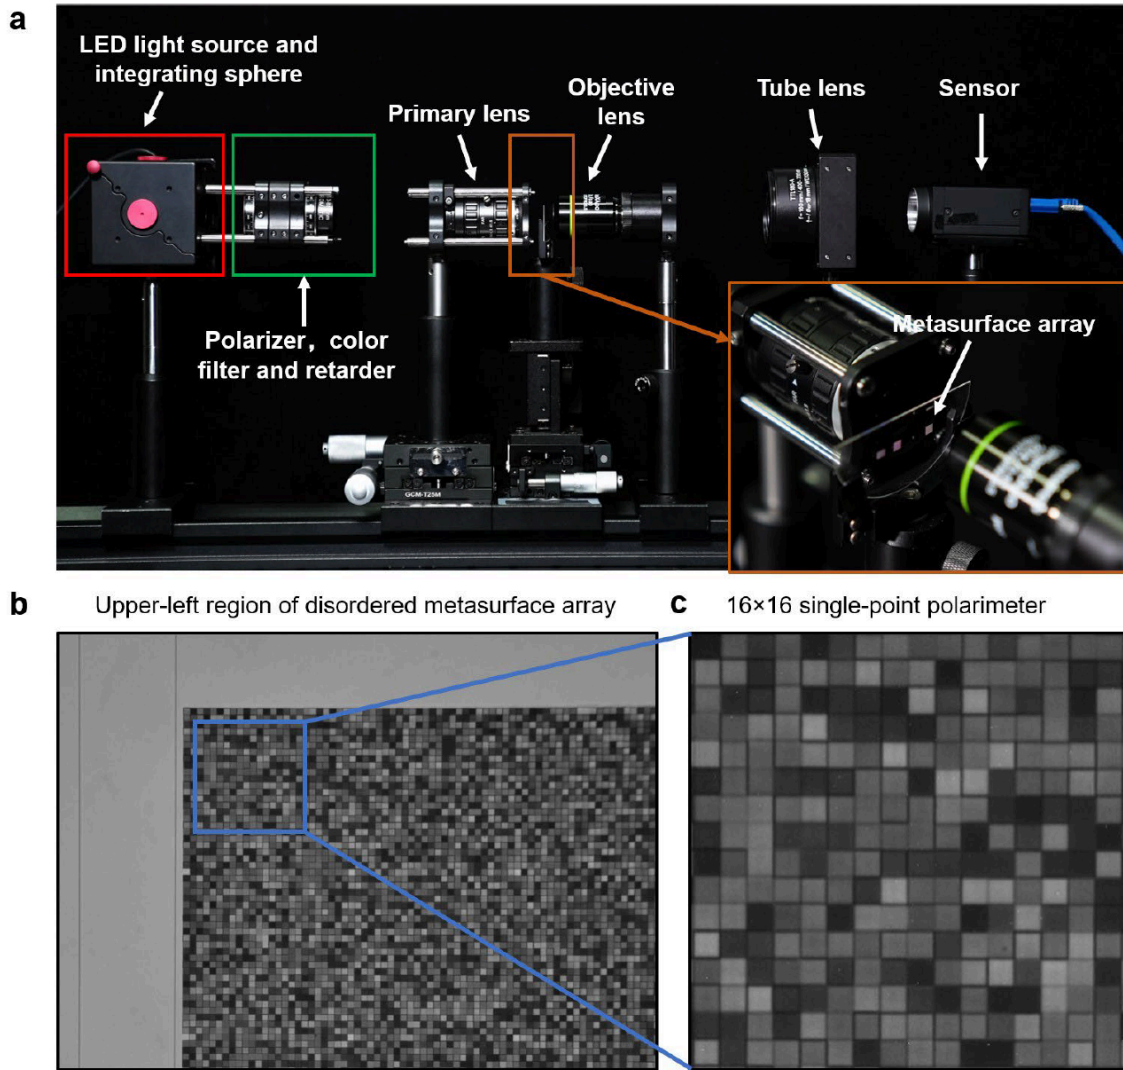 a
LED light source and
integrating sphere
Primary lens
Objective
lens
Tube lens
Sensor
Polarizer, color
filter and retarder
Metasurface array
GCM-T25M
b
Upper-left region of disordered metasurface array
c
16×16 single-point polarimeter